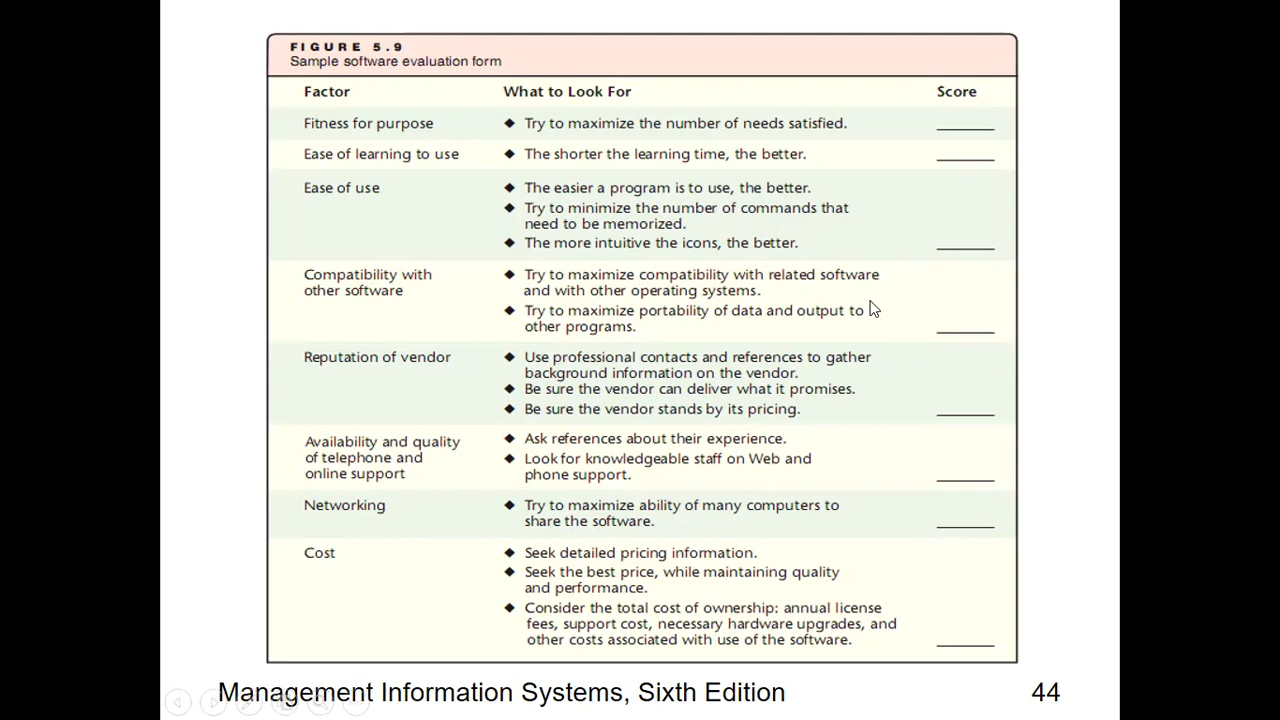 FIGURE 5.9
Sample software evaluation form
Factor What to Look For Score
Fitness for purpose ◆ Try to maximize the number of needs satisfied.
Ease of learning to use ◆ The shorter the learning time, the better.
Ease of use ◆ The easier a program is to use, the better.
◆ Try to minimize the number of commands that
need to be memorized.
◆ The more intuitive the icons, the better.
Compatibility with ◆ Try to maximize compatibility with related software
other software and with other operating systems.
◆ Try to maximize portability of data and output to
other programs.
Reputation of vendor ◆ Use professional contacts and references to gather
background information on the vendor.
◆ Be sure the vendor can deliver what it promises.
◆ Be sure the vendor stands by its pricing.
Availability and quality ◆ Ask references about their experience.
of telephone and ◆ Look for knowledgeable staff on Web and
online support phone support.
Networking ◆ Try to maximize ability of many computers to
share the software.
Cost ◆ Seek detailed pricing information.
◆ Seek the best price, while maintaining quality
and performance.
◆ Consider the total cost of ownership: annual license
fees, support cost, necessary hardware upgrades, and
other costs associated with use of the software.
Management Information Systems, Sixth Edition 44